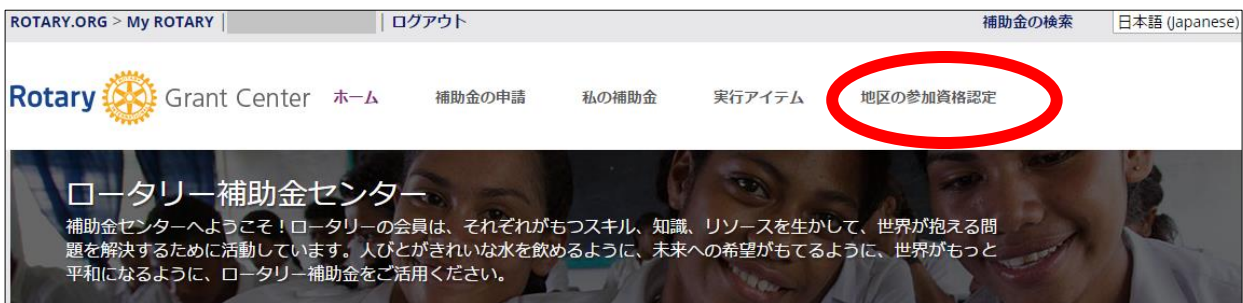 ROTARY.ORG > My ROTARY | | ログアウト 補助金の検索 日本語 (Japanese)
Rotary Grant Center ホーム 補助金の申請 私の補助金 実行アイテム 地区の参加資格認定
ロータリー補助金センター
補助金センターへようこそ！ロータリーの会員は、それぞれがもつスキル、知識、リソースを生かして、世界が抱える問
題を解決するために活動しています。人びとがきれいな水を飲めるように、未来への希望がもてるように、世界がもっと
平和になるように、ロータリー補助金をご活用ください。